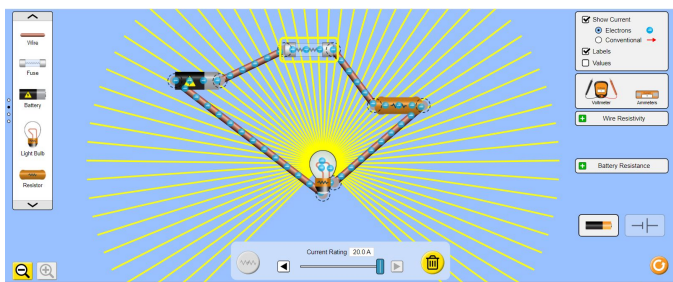 Wire
Fuse
Battery
Light Bulb
Resistor
Current Rating 20.0 A
Show Current
Electrons
Conventional
Labels
Values
Voltmeter
Ammeters
Wire Resistivity
Battery Resistance